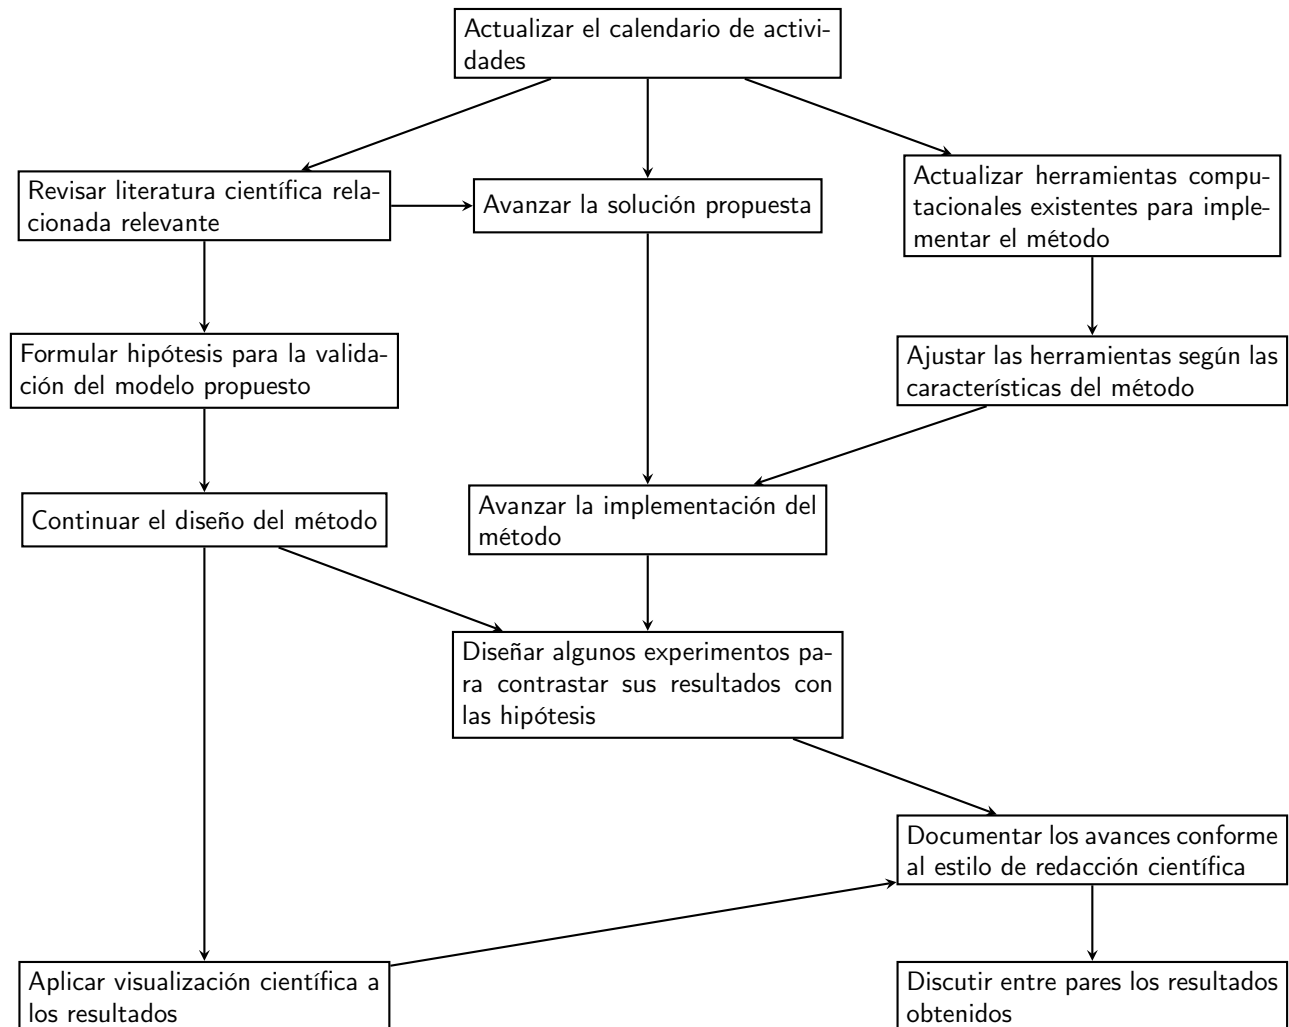 Actualizar el calendario de activi-
dades
Revisar literatura científica rela-
cionada relevante
Avanzar la solución propuesta
Actualizar herramientas compu-
tacionales existentes para imple-
mentar el método
Formular hipótesis para la valida-
ción del modelo propuesto
Ajustar las herramientas según las
características del método
Continuar el diseño del método
Avanzar la implementación del
método
Diseñar algunos experimentos pa-
ra contrastar sus resultados con
las hipótesis
Documentar los avances conforme
al estilo de redacción científica
Aplicar visualización científica a
los resultados
Discutir entre pares los resultados
obtenidos